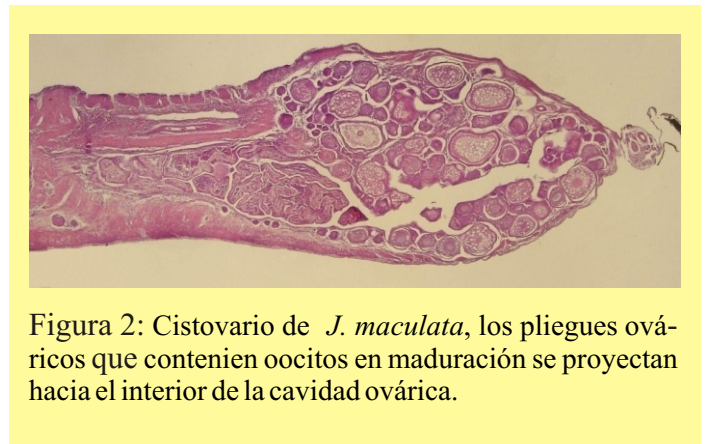 Figura 2: Cistovario de J. maculata, los pliegues ová-
ricos que contenien oocitos en maduración se proyectan
hacia el interior de la cavidad ovárica.